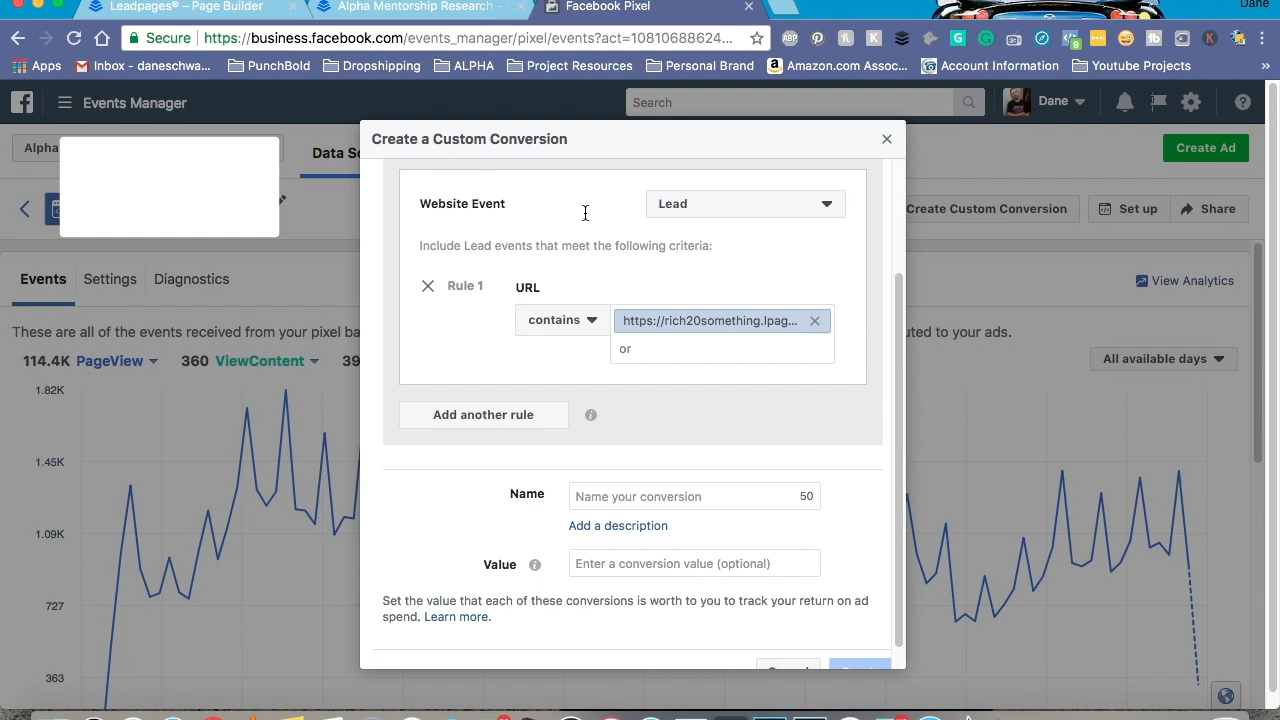 Leadpages® – Page Builder
Alpha Mentorship Research -
Facebook Pixel
Dane
Secure
https://business.facebook.com/events_manager/pixel/events?act=10810688624...
Apps
Inbox - daneschwa...
PunchBold
Dropshipping
ALPHA
Project Resources
Personal Brand
Amazon.com Assoc...
Account Information
Youtube Projects
»
Events Manager
Search
Dane
Create a Custom Conversion
Alpha
Data So
Create Ad
Create Custom Conversion
Set up
Share
Website Event
Lead
Include Lead events that meet the following criteria:
Rule 1
URL
contains
https://rich20something.lpag...
or
Add another rule
Events
Settings
Diagnostics
View Analytics
These are all of the events received from your pixel ba
uted to your ads.
114.4K PageView
360 ViewContent
39
All available days
1.82K
1.45K
1.09K
727
363
Name
Name your conversion
50
Add a description
Value
Enter a conversion value (optional)
Set the value that each of these conversions is worth to you to track your return on ad
spend. Learn more.